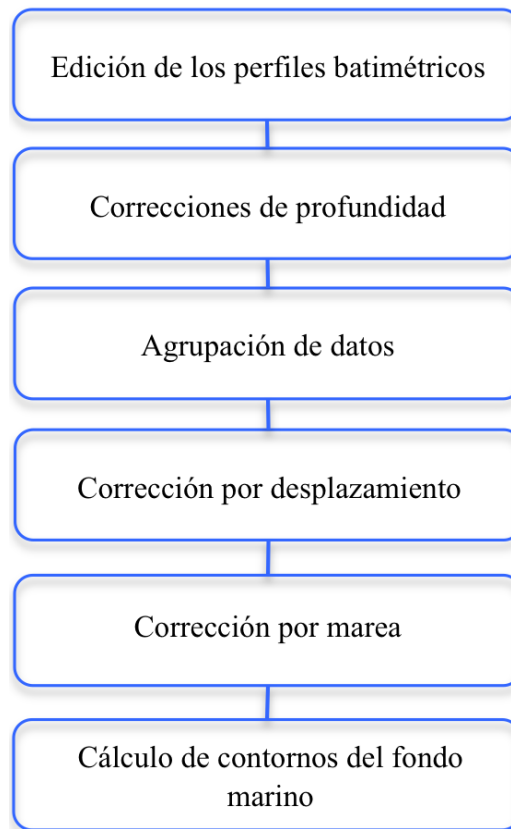 Edición de los perfiles batimétricos
Correcciones de profundidad
Agrupación de datos
Corrección por desplazamiento
Corrección por marea
Cálculo de contornos del fondo
marino